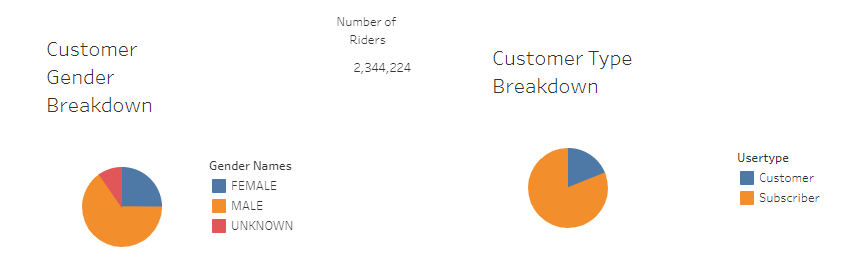 Customer
Gender
Breakdown
Number of
Riders
2,344,224
Customer Type
Breakdown
Gender Names
FEMALE
MALE
UNKNOWN
Usertype
Customer
Subscriber